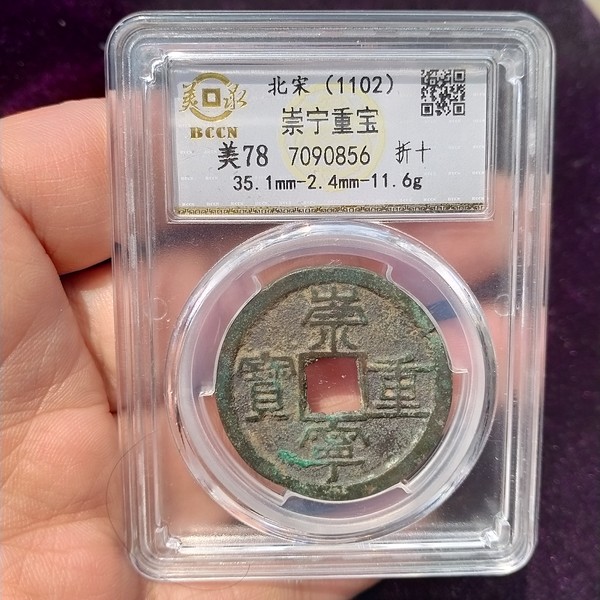 美泉
BCCN
北宋（1102）
崇宁重宝
美78 7090856 折十
35.1mm-2.4mm-11.6g
崇
寶 重
寧